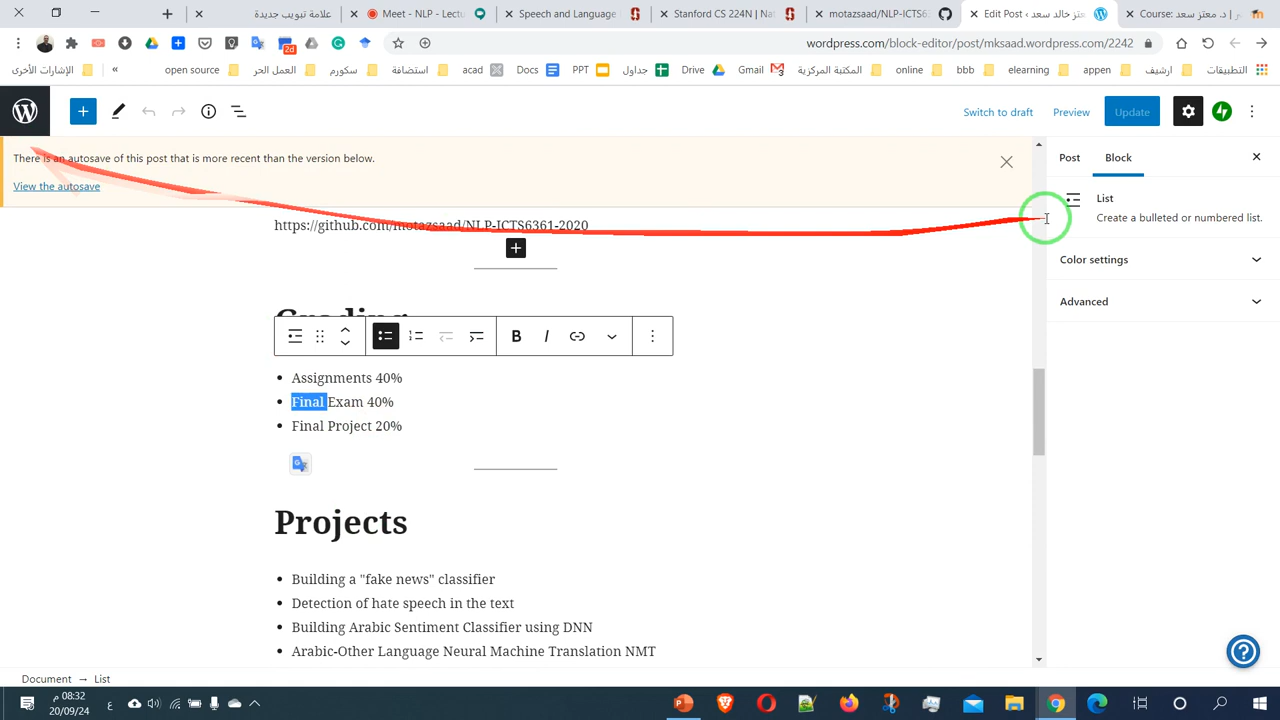 علامة تبويب جديدة
Meet - NLP - Lectu
Speech and Language
Stanford CS 224N | Nat
motazsaad/NLP-ICTS63
Edit Post ‹ معتز خالد سعد
Course: د. معتز سعد
wordpress.com/block-editor/post/mksaad.wordpress.com/2242
2d
الإشارات الأخرى
«
open source
العمل الحر
سكورم
استضافة
acad
Docs
PPT
جداول
Drive
Gmail
المكتبة المركزية
online
bbb
elearning
appen
ارشيف
التطبيقات
Switch to draft
Preview
Update
There is an autosave of this post that is more recent than the version below.
View the autosave
Post
Block
List
Create a bulleted or numbered list.
Color settings
Advanced
https://github.com/motazsaad/NLP-ICTS6361-2020
Grading
B I
• Assignments 40%
• Final Exam 40%
• Final Project 20%
Projects
• Building a "fake news" classifier
• Detection of hate speech in the text
• Building Arabic Sentiment Classifier using DNN
• Arabic-Other Language Neural Machine Translation NMT
Document → List
08:32 م
20/09/24
ع